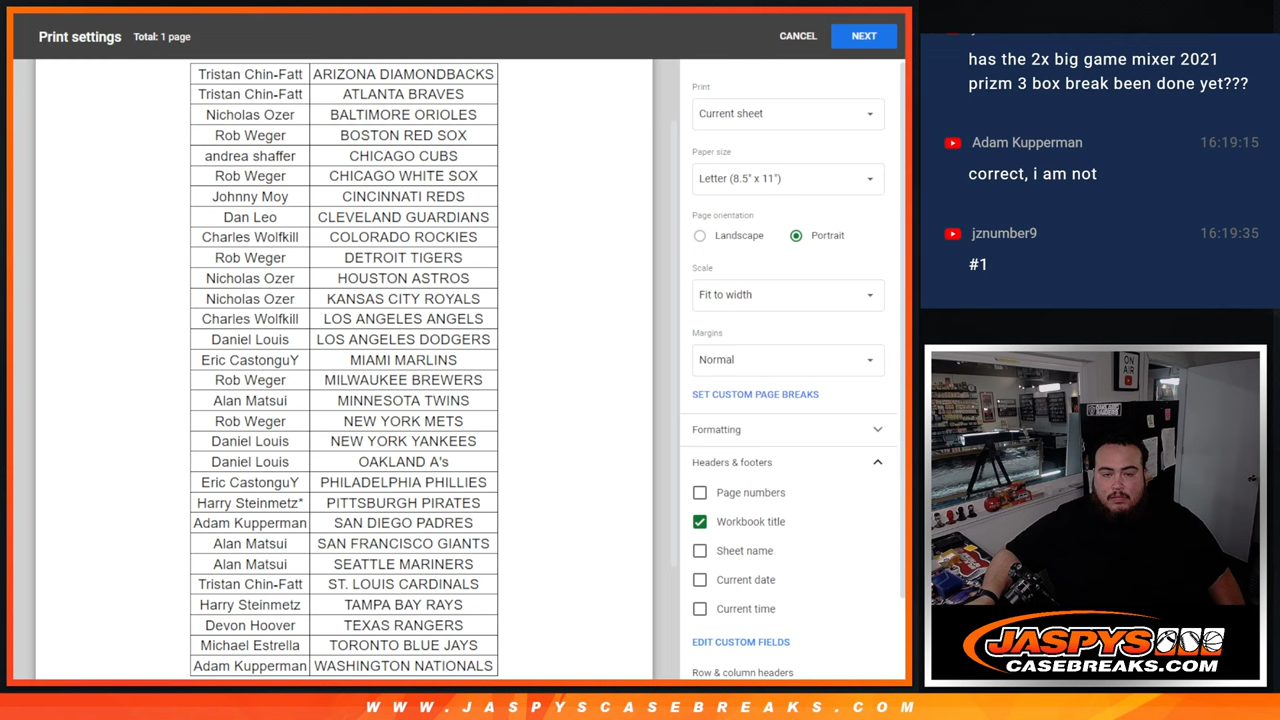 Print settings Total: 1 page CANCEL NEXT
Tristan Chin-Fatt ARIZONA DIAMONDBACKS
Tristan Chin-Fatt ATLANTA BRAVES
Nicholas Ozer BALTIMORE ORIOLES
Rob Weger BOSTON RED SOX
andrea shaffer CHICAGO CUBS
Rob Weger CHICAGO WHITE SOX
Johnny Moy CINCINNATI REDS
Dan Leo CLEVELAND GUARDIANS
Charles Wolfkill COLORADO ROCKIES
Rob Weger DETROIT TIGERS
Nicholas Ozer HOUSTON ASTROS
Nicholas Ozer KANSAS CITY ROYALS
Charles Wolfkill LOS ANGELES ANGELS
Daniel Louis LOS ANGELES DODGERS
Eric CastonguY MIAMI MARLINS
Rob Weger MILWAUKEE BREWERS
Alan Matsui MINNESOTA TWINS
Rob Weger NEW YORK METS
Daniel Louis NEW YORK YANKEES
Daniel Louis OAKLAND A's
Eric CastonguY PHILADELPHIA PHILLIES
Harry Steinmetz* PITTSBURGH PIRATES
Adam Kupperman SAN DIEGO PADRES
Alan Matsui SAN FRANCISCO GIANTS
Alan Matsui SEATTLE MARINERS
Tristan Chin-Fatt ST. LOUIS CARDINALS
Harry Steinmetz TAMPA BAY RAYS
Devon Hoover TEXAS RANGERS
Michael Estrella TORONTO BLUE JAYS
Adam Kupperman WASHINGTON NATIONALS
Print
Current sheet
Paper size
Letter (8.5" x 11")
Page orientation
Landscape Portrait
Scale
Fit to width
Margins
Normal
SET CUSTOM PAGE BREAKS
Formatting
Headers & footers
Page numbers
Workbook title
Sheet name
Current date
Current time
EDIT CUSTOM FIELDS
Row & column headers
has the 2x big game mixer 2021
prizm 3 box break been done yet???
Adam Kupperman 16:19:15
correct, i am not
jznumber9 16:19:35
#1
ON
AIR
JASPYS
CASEBREAKS.COM
WWW.JASPYSCASEBREAKS.COM